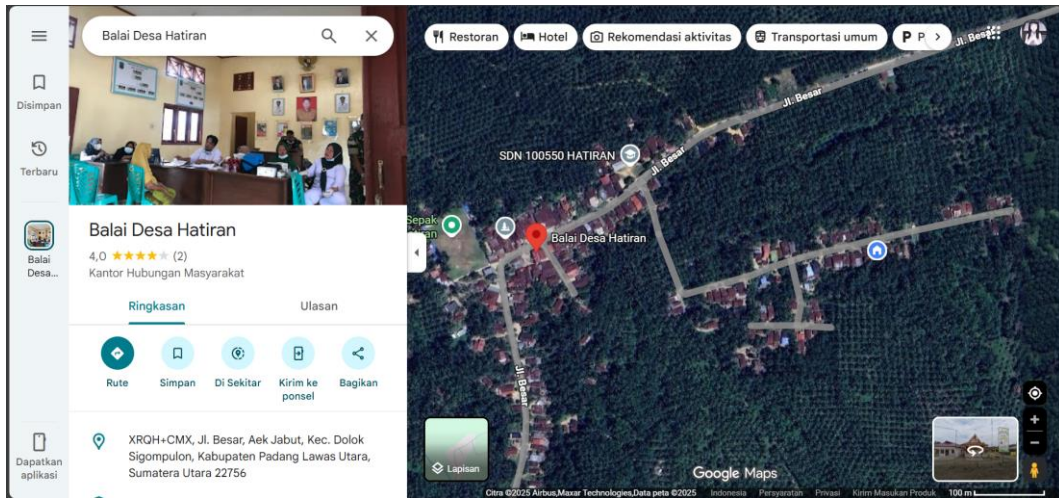 Balai Desa Hatiran
Restoran
Hotel
Rekomendasi aktivitas
Transportasi umum
P P
Jl. Besar
Disimpan
Terbaru
Balai
Desa...
Jl. Besar
SDN 100550 HATIRAN
Jl. Besar
Sepak
Balai Desa Hatiran
Balai Desa Hatiran
4,0 (2)
Kantor Hubungan Masyarakat
Ringkasan
Ulasan
Rute
Simpan
Di Sekitar
Kirim ke
ponsel
Bagikan
Jl. Besar
XRQH+CMX, Jl. Besar, Aek Jabut, Kec. Dolok
Sigompulon, Kabupaten Padang Lawas Utara,
Sumatera Utara 22756
Dapatkan
aplikasi
Lapisan
Google Maps
Citra ©2025 Airbus,Maxar Technologies,Data peta ©2025 Indonesia Persyaratan Privasi Kirim Masukan Produk 100 m